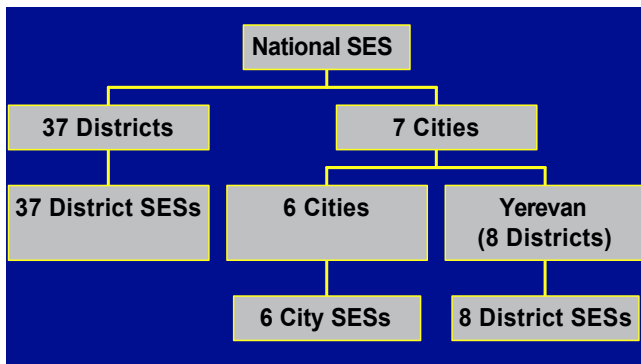 National SES
37 Districts
7 Cities
37 District SESs
6 Cities
Yerevan
(8 Districts)
6 City SESs
8 District SESs